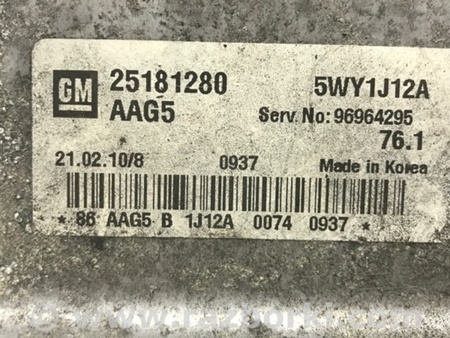 GM 25181280 5WY1J12A
AAG5 Serv. No: 96964295
76.1
21.02.10/8 0937 Made in Korea
* 86 AAG5 B 1J12A 0074 0937 *